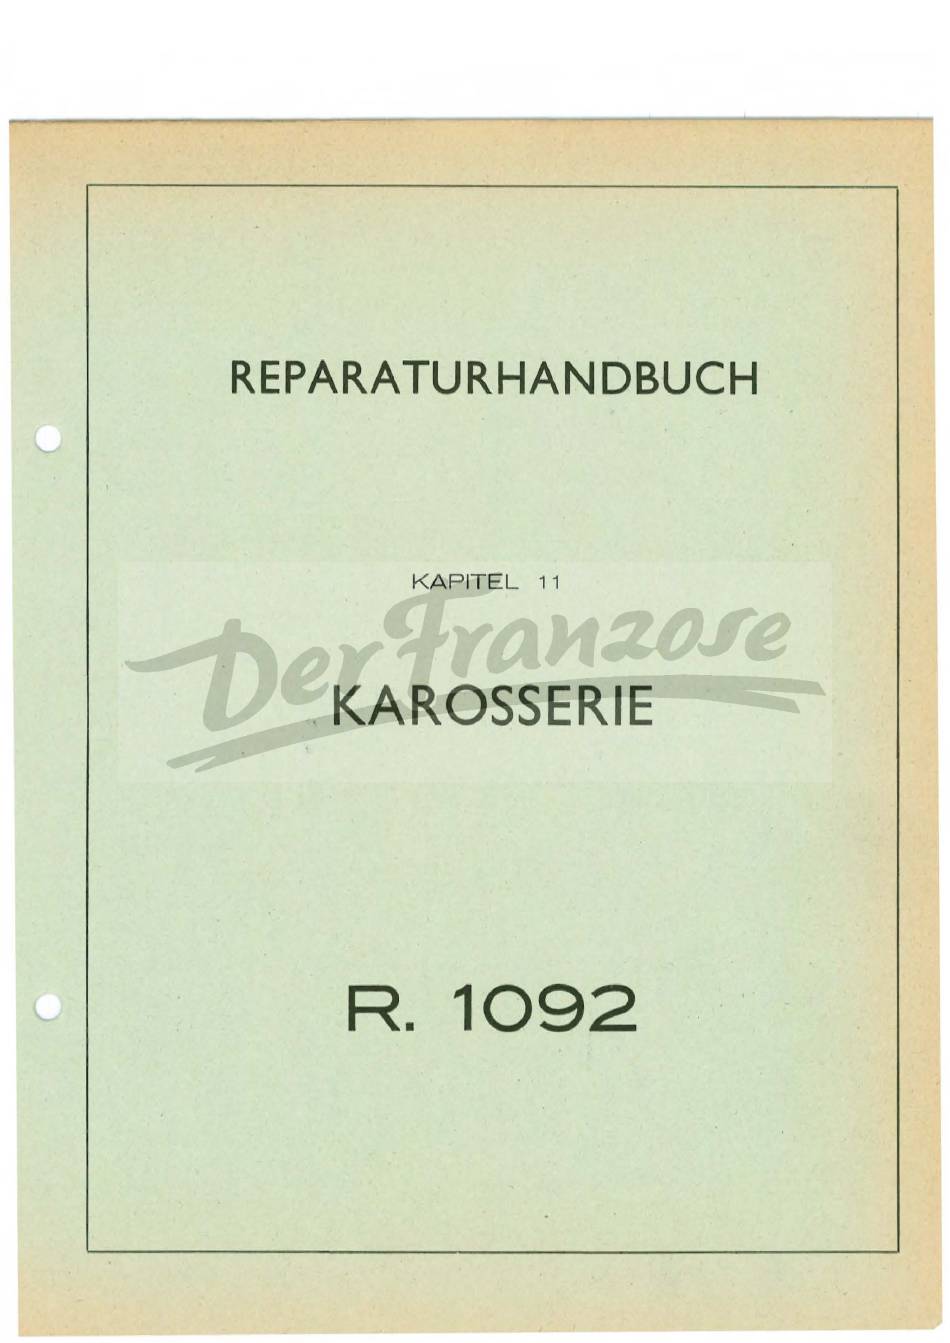 REPARATURHANDBUCH
KAPITEL 11
Der Franzose
KAROSSERIE
R. 1092